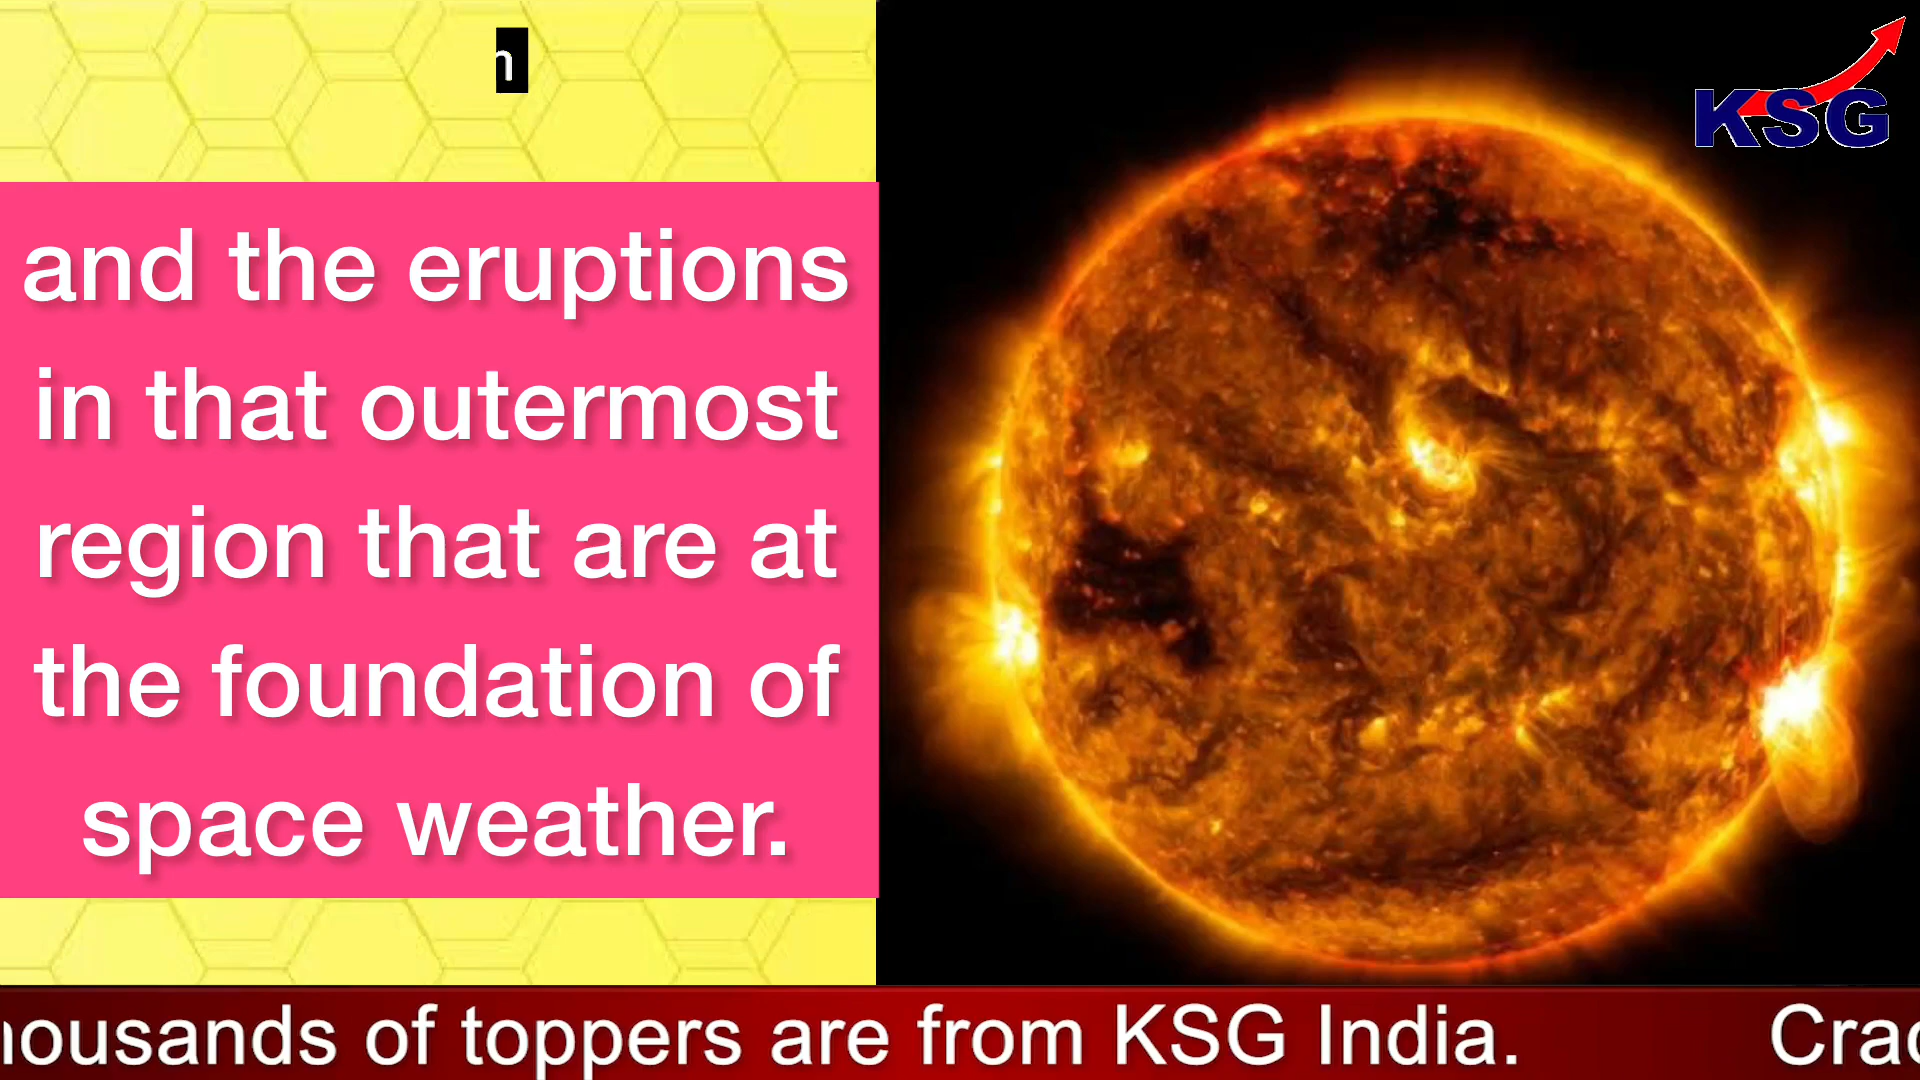 KSG
and the eruptions
in that outermost
region that are at
the foundation of
space weather.
of toppers are from KSG India.